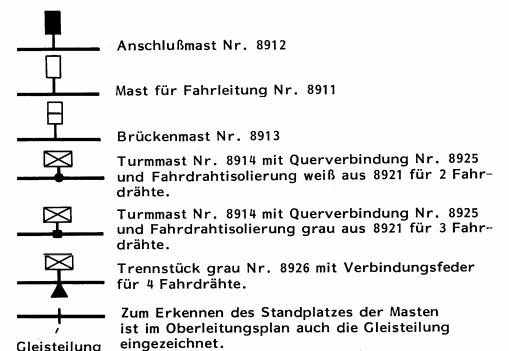 Anschlußmast Nr. 8912
Mast für Fahrleitung Nr. 8911
Brückenmast Nr. 8913
Turmmast Nr. 8914 mit Querverbindung Nr. 8925
und Fahrdrahtisolierung weiß aus 8921 für 2 Fahr-
drähte.
Turmmast Nr. 8914 mit Querverbindung Nr. 8925
und Fahrdrahtisolierung grau aus 8921 für 3 Fahr-
drähte.
Trennstück grau Nr. 8926 mit Verbindungsfeder
für 4 Fahrdrähte.
Zum Erkennen des Standplatzes der Masten
ist im Oberleitungsplan auch die Gleisteilung
eingezeichnet.
Gleisteilung